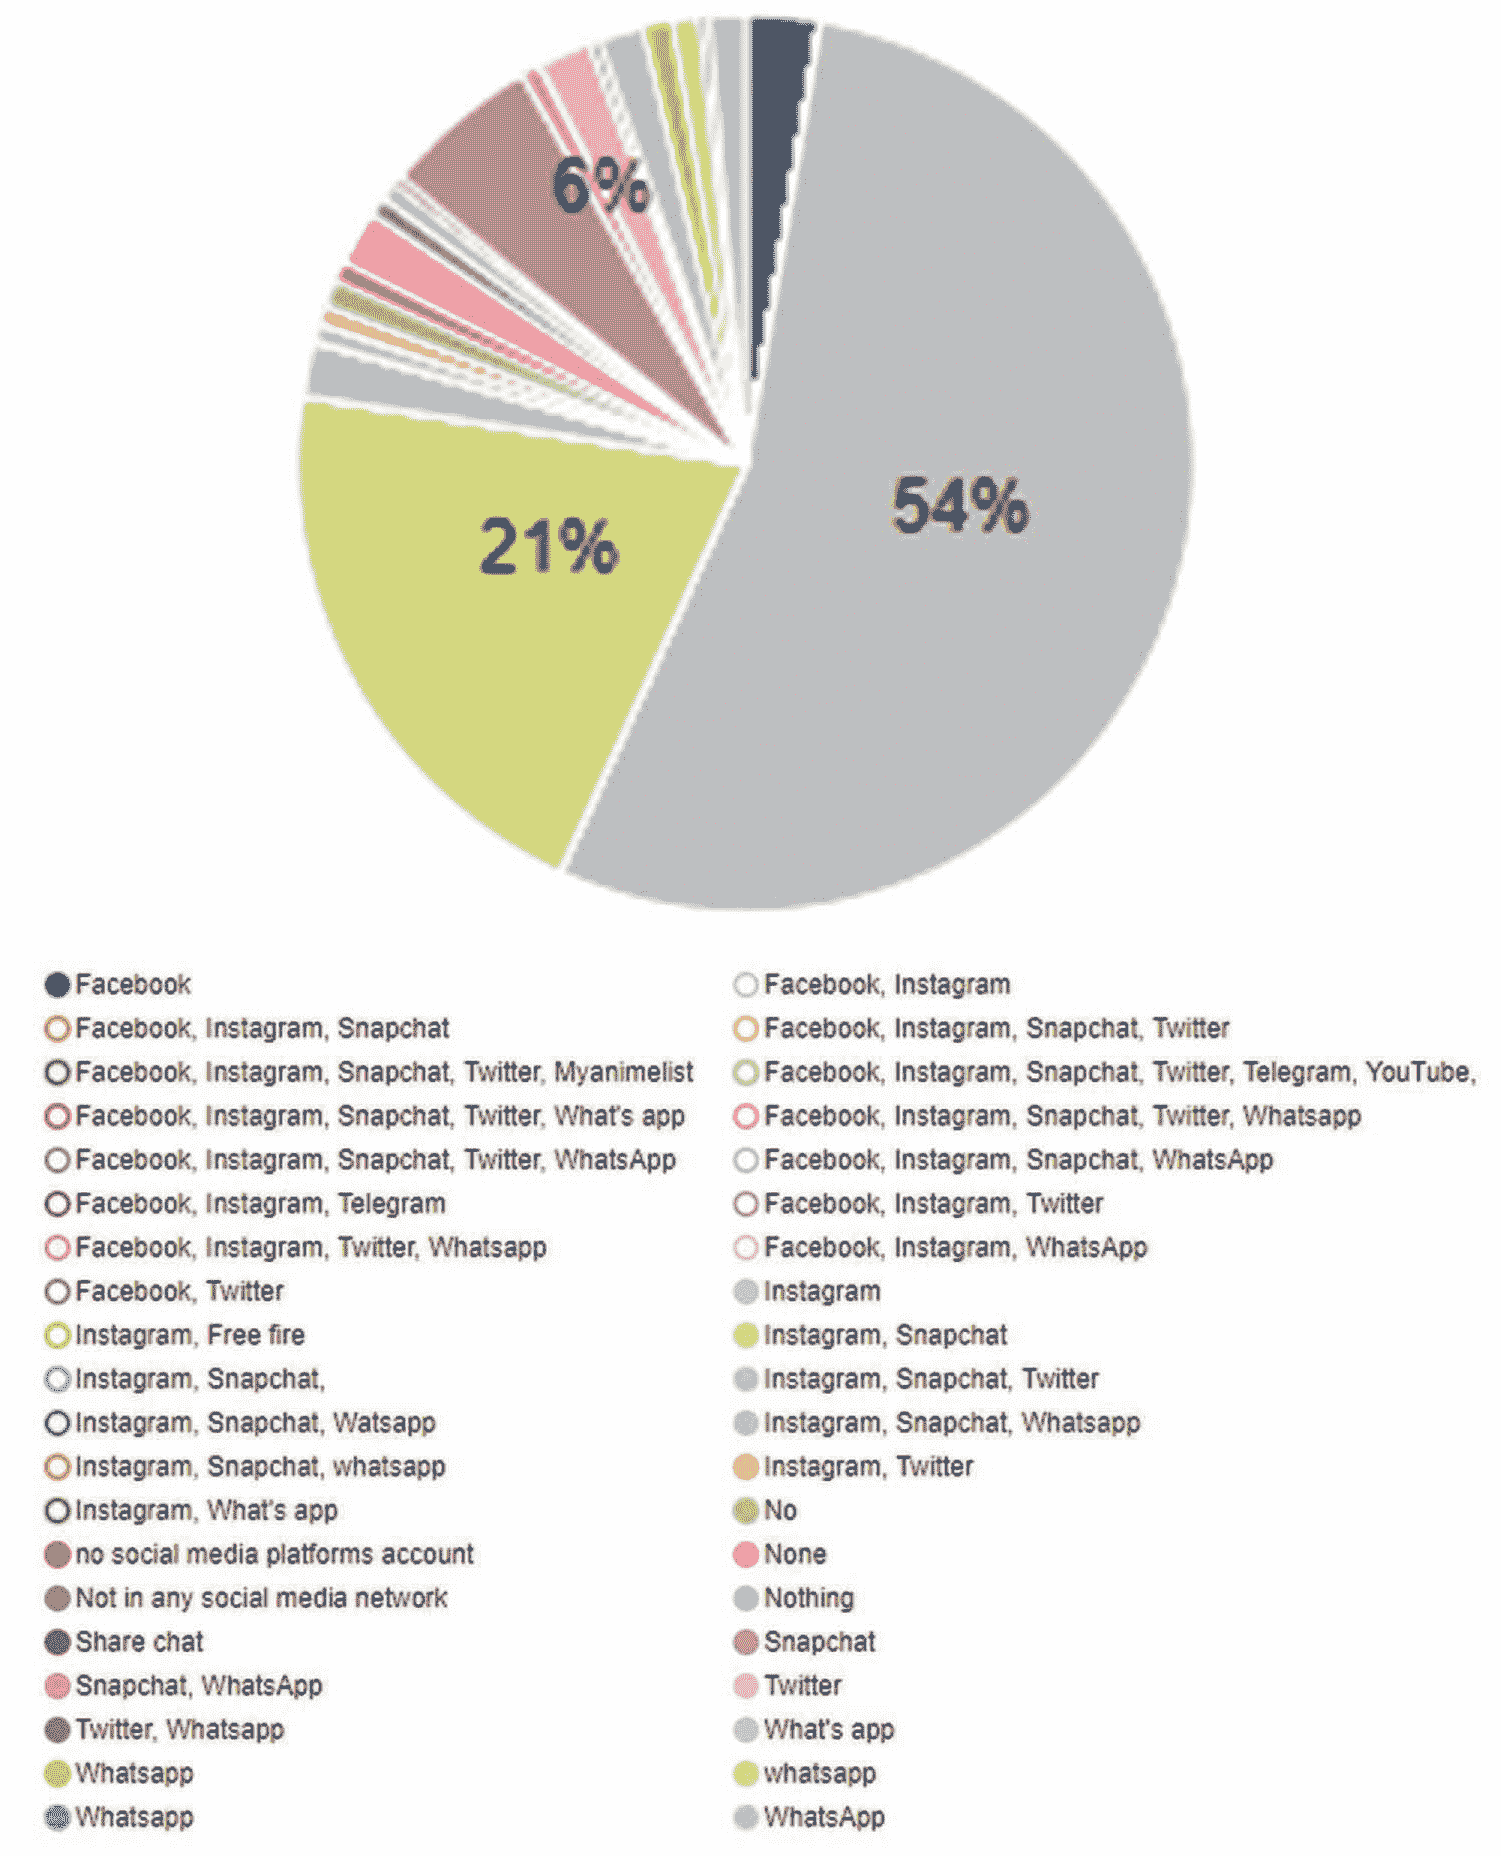 6%
54%
21%
Facebook
Facebook, Instagram
Facebook, Instagram, Snapchat
Facebook, Instagram, Snapchat, Twitter
Facebook, Instagram, Snapchat, Twitter, Myanimelist
Facebook, Instagram, Snapchat, Twitter, Telegram, YouTube,
Facebook, Instagram, Snapchat, Twitter, What's app
Facebook, Instagram, Snapchat, Twitter, Whatsapp
Facebook, Instagram, Snapchat, Twitter, WhatsApp
Facebook, Instagram, Snapchat, WhatsApp
Facebook, Instagram, Telegram
Facebook, Instagram, Twitter
Facebook, Instagram, Twitter, Whatsapp
Facebook, Instagram, WhatsApp
Facebook, Twitter
Instagram
Instagram, Free fire
Instagram, Snapchat
Instagram, Snapchat,
Instagram, Snapchat, Twitter
Instagram, Snapchat, Watsapp
Instagram, Snapchat, Whatsapp
Instagram, Snapchat, whatsapp
Instagram, Twitter
Instagram, What's app
No
no social media platforms account
None
Not in any social media network
Nothing
Share chat
Snapchat
Snapchat, WhatsApp
Twitter
Twitter, Whatsapp
What's app
Whatsapp
whatsapp
Whatsapp
WhatsApp